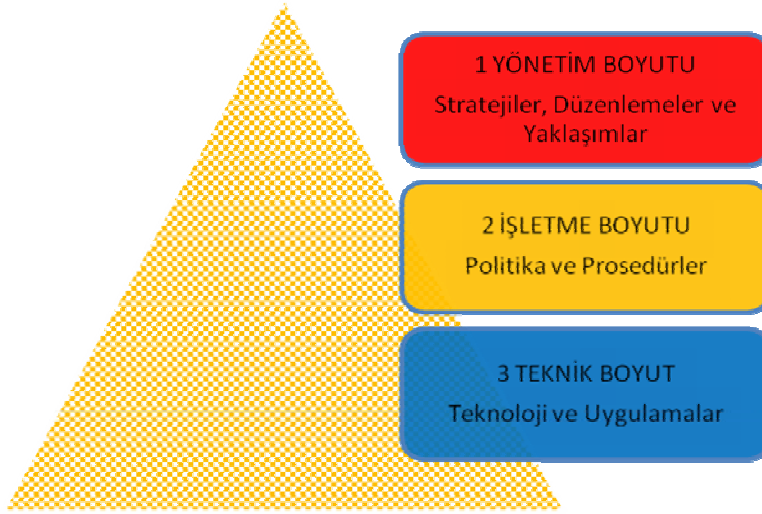 1 YÖNETİM BOYUTU
Stratejiler, Düzenlemeler ve
Yaklaşımlar
2 İŞLETME BOYUTU
Politika ve Prosedürler
3 TEKNİK BOYUT
Teknoloji ve Uygulamalar